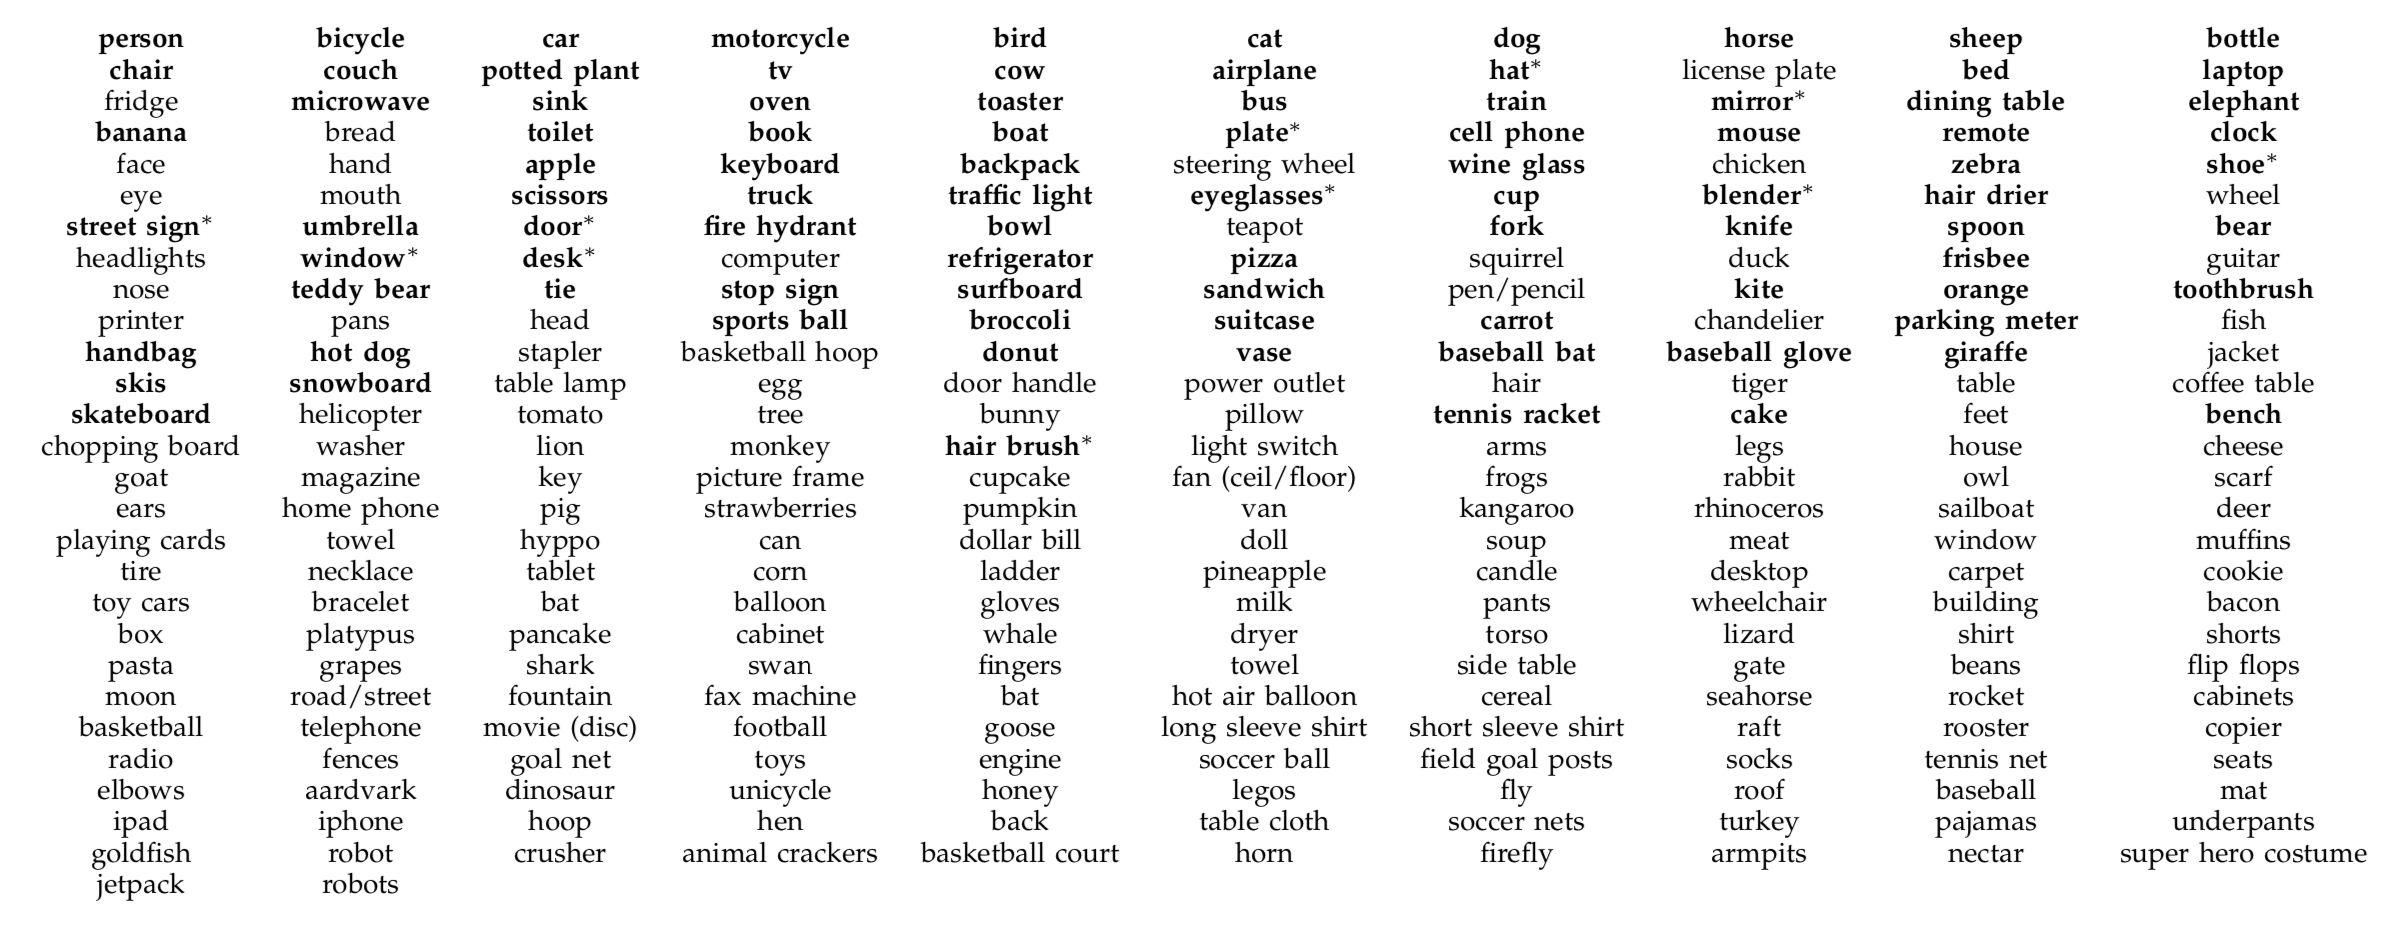 person bicycle car motorcycle bird cat dog horse sheep bottle
chair couch potted plant tv cow airplane hat* license plate bed laptop
fridge microwave sink oven toaster bus train mirror* dining table elephant
banana bread toilet book boat plate* cell phone mouse remote clock
face hand apple keyboard backpack steering wheel wine glass chicken zebra shoe*
eye mouth scissors truck traffic light eyeglasses* cup blender* hair drier wheel
street sign* umbrella door* fire hydrant bowl teapot fork knife spoon bear
headlights window* desk* computer refrigerator pizza squirrel duck frisbee guitar
nose teddy bear tie stop sign surfboard sandwich pen/pencil kite orange toothbrush
printer pans head sports ball broccoli suitcase carrot chandelier parking meter fish
handbag hot dog stapler basketball hoop donut vase baseball bat baseball glove giraffe jacket
skis snowboard table lamp egg door handle power outlet hair tiger table coffee table
skateboard helicopter tomato tree bunny pillow tennis racket cake feet bench
chopping board washer lion monkey hair brush* light switch arms legs house cheese
goat magazine key picture frame cupcake fan (ceil/floor) frogs rabbit owl scarf
ears home phone pig strawberries pumpkin van kangaroo rhinoceros sailboat deer
playing cards towel hyppo can dollar bill doll soup meat window muffins
tire necklace tablet corn ladder pineapple candle desktop carpet cookie
toy cars bracelet bat balloon gloves milk pants wheelchair building bacon
box platypus pancake cabinet whale dryer torso lizard shirt shorts
pasta grapes shark swan fingers towel side table gate beans flip flops
moon road/street fountain fax machine bat hot air balloon cereal seahorse rocket cabinets
basketball telephone movie (disc) football goose long sleeve shirt short sleeve shirt raft rooster copier
radio fences goal net toys engine soccer ball field goal posts socks tennis net seats
elbows aardvark dinosaur unicycle honey legos fly roof baseball mat
ipad iphone hoop hen back table cloth soccer nets turkey pajamas underpants
goldfish robot crusher animal crackers basketball court horn firefly armpits nectar super hero costume
jetpack robots